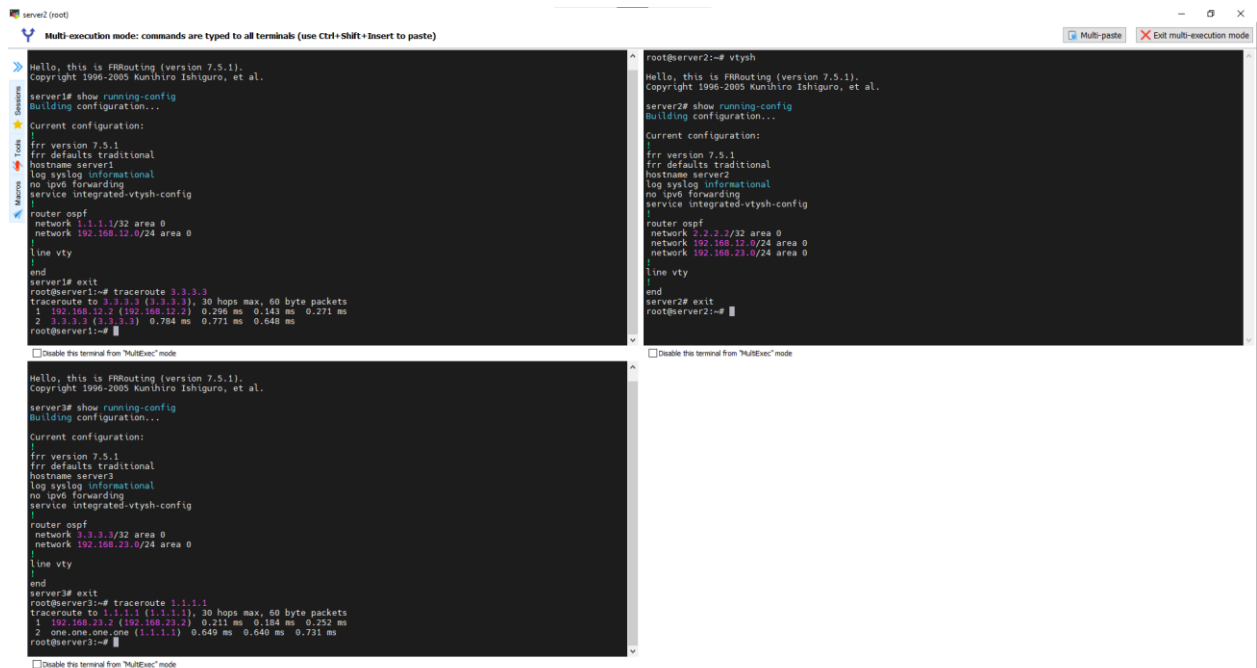 server2 (root)
Multi-execution mode: commands are typed to all terminals (use Ctrl+Shift+Insert to paste)
Multi-paste
Exit multi-execution mode
Sessions
Tools
Macros
Hello, this is FRRouting (version 7.5.1).
Copyright 1996-2005 Kunihiro Ishiguro, et al.
server1# show running-config
Building configuration...
Current configuration:
!
frr version 7.5.1
frr defaults traditional
hostname server1
log syslog informational
no ipv6 forwarding
service integrated-vtysh-config
!
router ospf
 network 1.1.1.1/32 area 0
 network 192.168.12.0/24 area 0
!
line vty
!
end
server1# exit
root@server1:~# traceroute 3.3.3.3
traceroute to 3.3.3.3 (3.3.3.3), 30 hops max, 60 byte packets
 1  192.168.12.2 (192.168.12.2)  0.296 ms  0.143 ms  0.271 ms
 2  3.3.3.3 (3.3.3.3)  0.784 ms  0.771 ms  0.648 ms
root@server1:~#
Disable this terminal from "MultiExec" mode
root@server2:~# vtysh
Hello, this is FRRouting (version 7.5.1).
Copyright 1996-2005 Kunihiro Ishiguro, et al.
server2# show running-config
Building configuration...
Current configuration:
!
frr version 7.5.1
frr defaults traditional
hostname server2
log syslog informational
no ipv6 forwarding
service integrated-vtysh-config
!
router ospf
 network 2.2.2.2/32 area 0
 network 192.168.12.0/24 area 0
 network 192.168.23.0/24 area 0
!
line vty
!
end
server2# exit
root@server2:~#
Disable this terminal from "MultiExec" mode
Hello, this is FRRouting (version 7.5.1).
Copyright 1996-2005 Kunihiro Ishiguro, et al.
server3# show running-config
Building configuration...
Current configuration:
!
frr version 7.5.1
frr defaults traditional
hostname server3
log syslog informational
no ipv6 forwarding
service integrated-vtysh-config
!
router ospf
 network 3.3.3.3/32 area 0
 network 192.168.23.0/24 area 0
!
line vty
!
end
server3# exit
root@server3:~# traceroute 1.1.1.1
traceroute to 1.1.1.1 (1.1.1.1), 30 hops max, 60 byte packets
 1  192.168.23.2 (192.168.23.2)  0.211 ms  0.184 ms  0.252 ms
 2  one.one.one.one (1.1.1.1)  0.649 ms  0.640 ms  0.731 ms
root@server3:~#
Disable this terminal from "MultiExec" mode